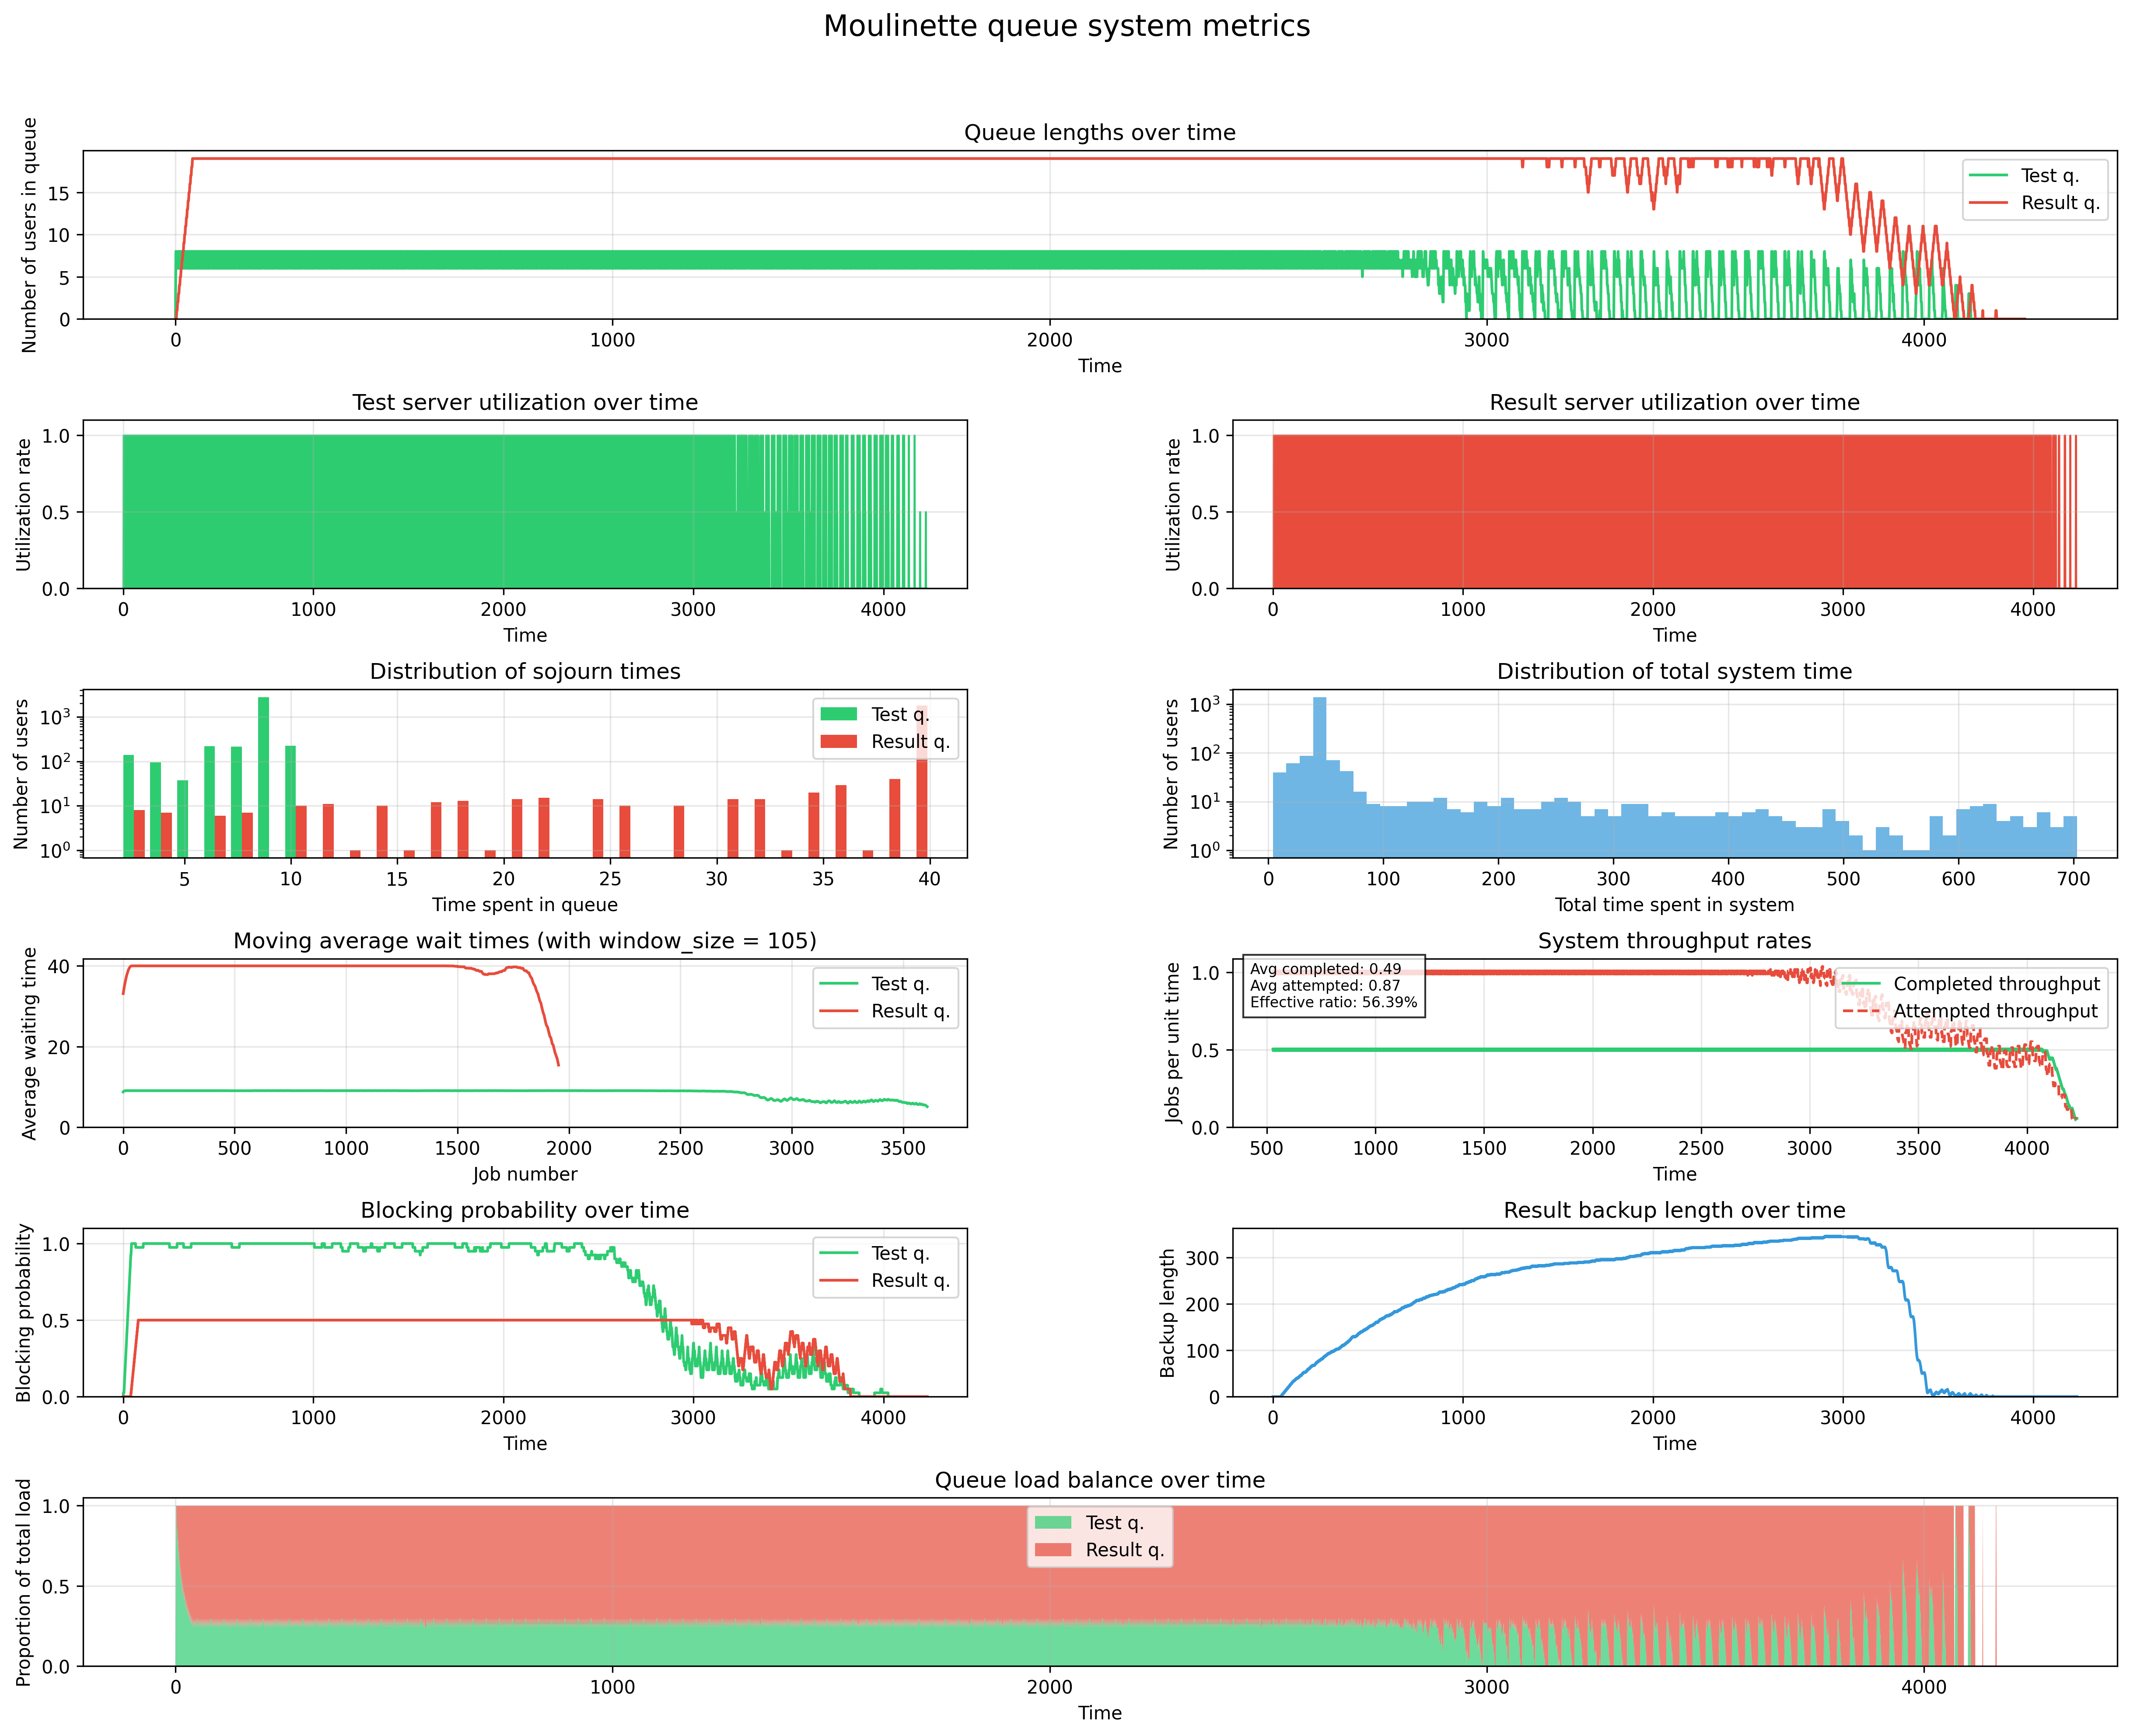 Moulinette queue system metrics
Queue lengths over time
Number of users in queue
15
10
5
0
Test q.
Result q.
0 1000 2000 3000 4000
Time
Test server utilization over time
Utilization rate
1.0
0.5
0.0
0 1000 2000 3000 4000
Time
Result server utilization over time
Utilization rate
1.0
0.5
0.0
0 1000 2000 3000 4000
Time
Distribution of sojourn times
Number of users
10³
10²
10¹
10⁰
Test q.
Result q.
5 10 15 20 25 30 35 40
Time spent in queue
Distribution of total system time
Number of users
10³
10²
10¹
10⁰
0 100 200 300 400 500 600 700
Total time spent in system
Moving average wait times (with window_size = 105)
Average waiting time
40
20
0
Test q.
Result q.
0 500 1000 1500 2000 2500 3000 3500
Job number
System throughput rates
Jobs per unit time
1.0
0.5
0.0
Avg completed: 0.49
Avg attempted: 0.87
Effective ratio: 56.39%
Completed throughput
Attempted throughput
500 1000 1500 2000 2500 3000 3500 4000
Time
Blocking probability over time
Blocking probability
1.0
0.5
0.0
Test q.
Result q.
0 1000 2000 3000 4000
Time
Result backup length over time
Backup length
300
200
100
0
0 1000 2000 3000 4000
Time
Queue load balance over time
Proportion of total load
1.0
0.5
0.0
Test q.
Result q.
0 1000 2000 3000 4000
Time